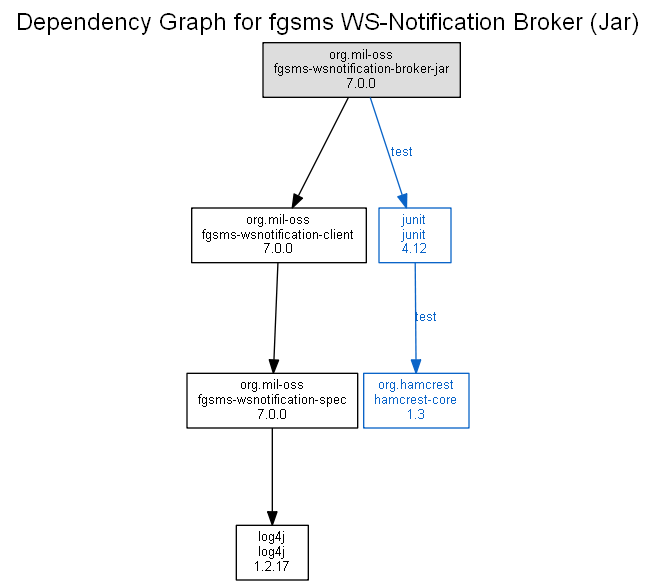 Dependency Graph for fgsms WS-Notification Broker (Jar)
org.mil-oss
fgsms-wsnotification-broker-jar
7.0.0
test
org.mil-oss
fgsms-wsnotification-client
7.0.0
junit
junit
4.12
test
org.mil-oss
fgsms-wsnotification-spec
7.0.0
org.hamcrest
hamcrest-core
1.3
log4j
log4j
1.2.17